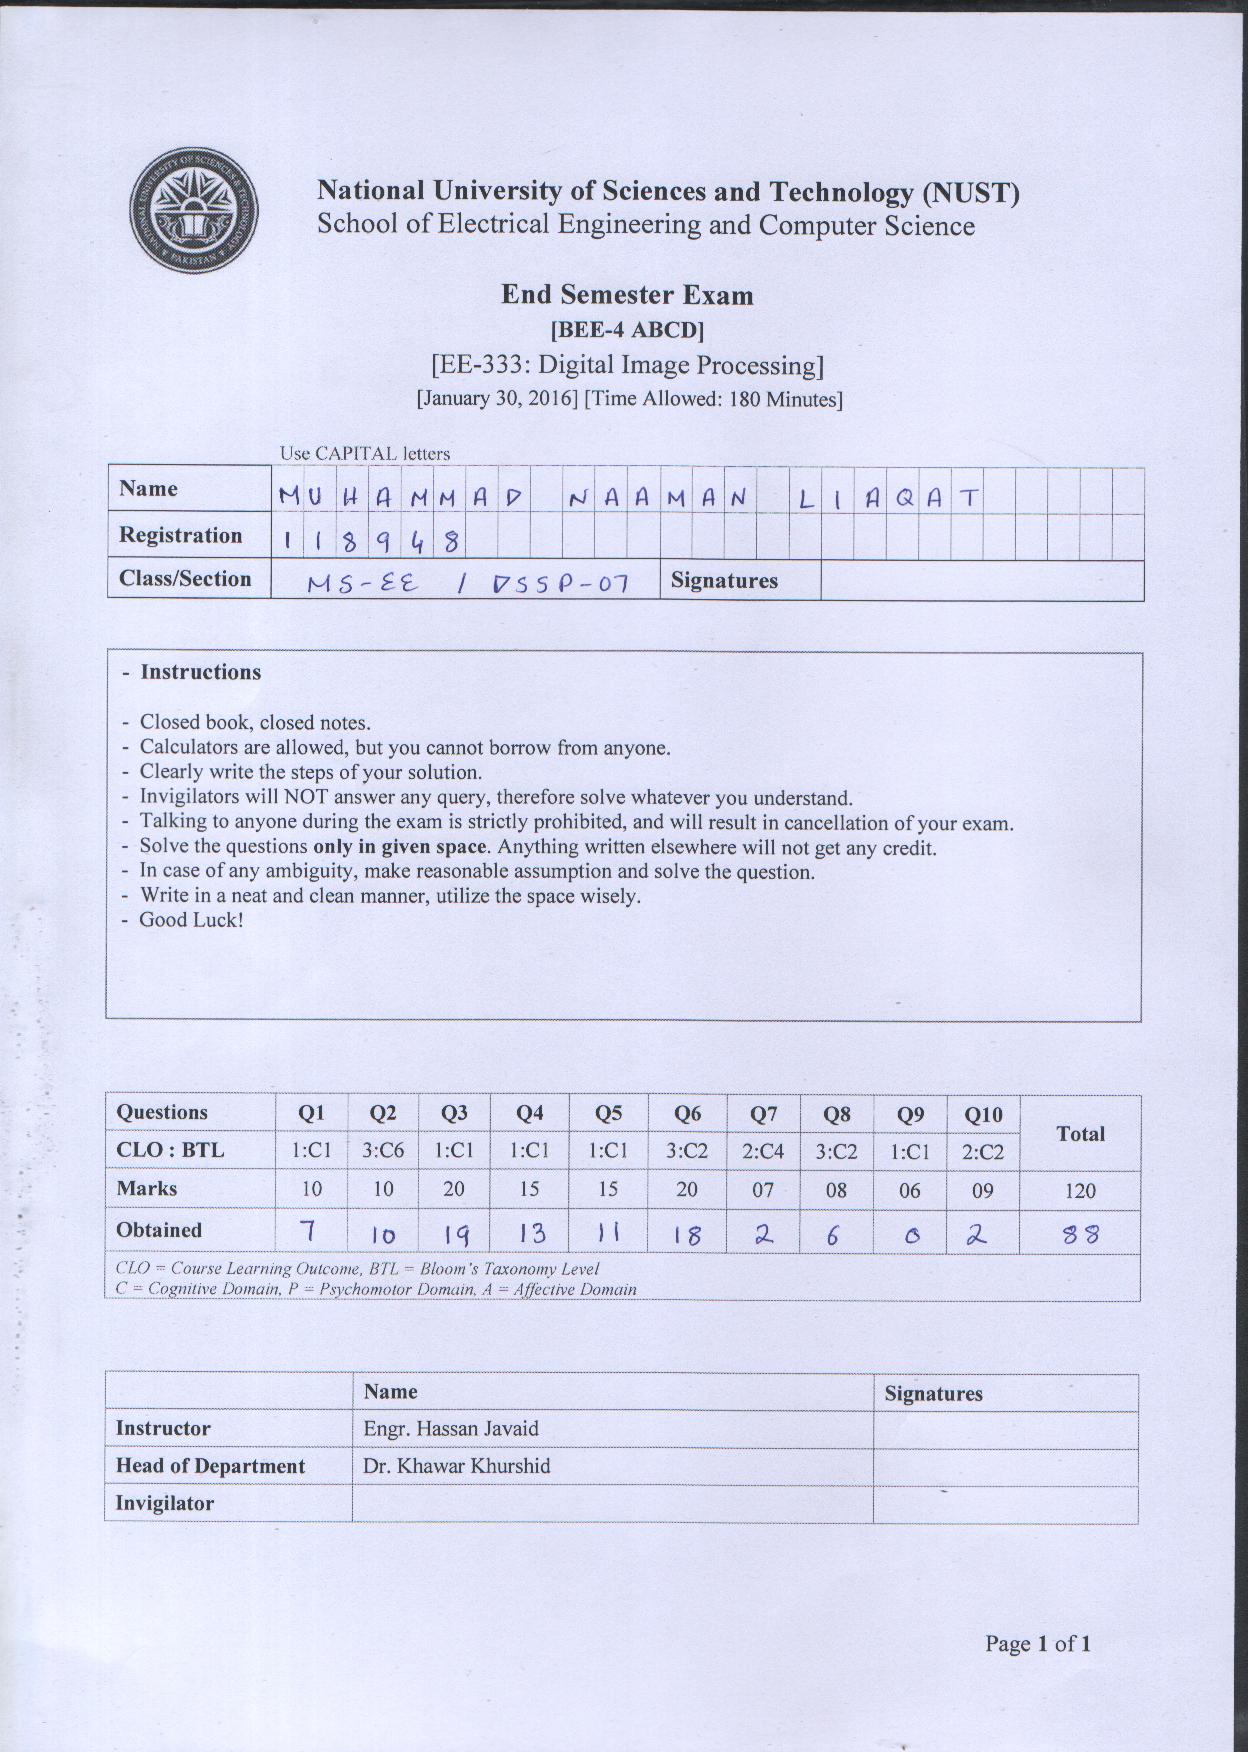 NATIONAL UNIVERSITY OF SCIENCES & TECHNOLOGY
PAKISTAN
National University of Sciences and Technology (NUST)
School of Electrical Engineering and Computer Science
End Semester Exam
[BEE-4 ABCD]
[EE-333: Digital Image Processing]
[January 30, 2016] [Time Allowed: 180 Minutes]
Use CAPITAL letters
Name MUHAMMAD NAAMAN LIAQAT
Registration 118948
Class/Section MS-EE / DSSP-07 Signatures
- Instructions
- Closed book, closed notes.
- Calculators are allowed, but you cannot borrow from anyone.
- Clearly write the steps of your solution.
- Invigilators will NOT answer any query, therefore solve whatever you understand.
- Talking to anyone during the exam is strictly prohibited, and will result in cancellation of your exam.
- Solve the questions only in given space. Anything written elsewhere will not get any credit.
- In case of any ambiguity, make reasonable assumption and solve the question.
- Write in a neat and clean manner, utilize the space wisely.
- Good Luck!
Questions Q1 Q2 Q3 Q4 Q5 Q6 Q7 Q8 Q9 Q10 Total
CLO : BTL 1:C1 3:C6 1:C1 1:C1 1:C1 3:C2 2:C4 3:C2 1:C1 2:C2
Marks 10 10 20 15 15 20 07 08 06 09 120
Obtained 7 10 19 13 11 18 2 6 0 2 88
CLO = Course Learning Outcome, BTL = Bloom's Taxonomy Level
C = Cognitive Domain, P = Psychomotor Domain, A = Affective Domain
Name Signatures
Instructor Engr. Hassan Javaid
Head of Department Dr. Khawar Khurshid
Invigilator
Page 1 of 1